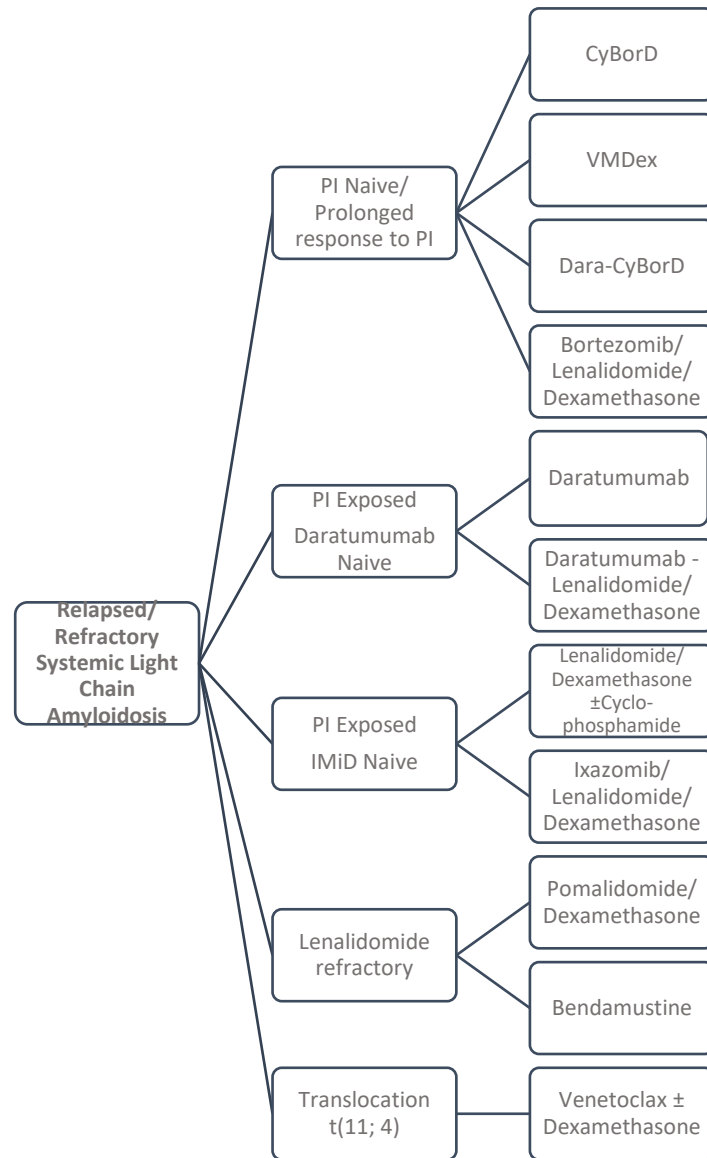 Relapsed/
Refractory
Systemic Light
Chain
Amyloidosis
PI Naive/
Prolonged
response to PI
CyBorD
VMDex
Dara-CyBorD
Bortezomib/
Lenalidomide/
Dexamethasone
PI Exposed
Daratumumab
Naive
Daratumumab
Daratumumab -
Lenalidomide/
Dexamethasone
PI Exposed
IMiD Naive
Lenalidomide/
Dexamethasone
±Cyclo-
phosphamide
Ixazomib/
Lenalidomide/
Dexamethasone
Lenalidomide
refractory
Pomalidomide/
Dexamethasone
Bendamustine
Translocation
t(11; 4)
Venetoclax ±
Dexamethasone